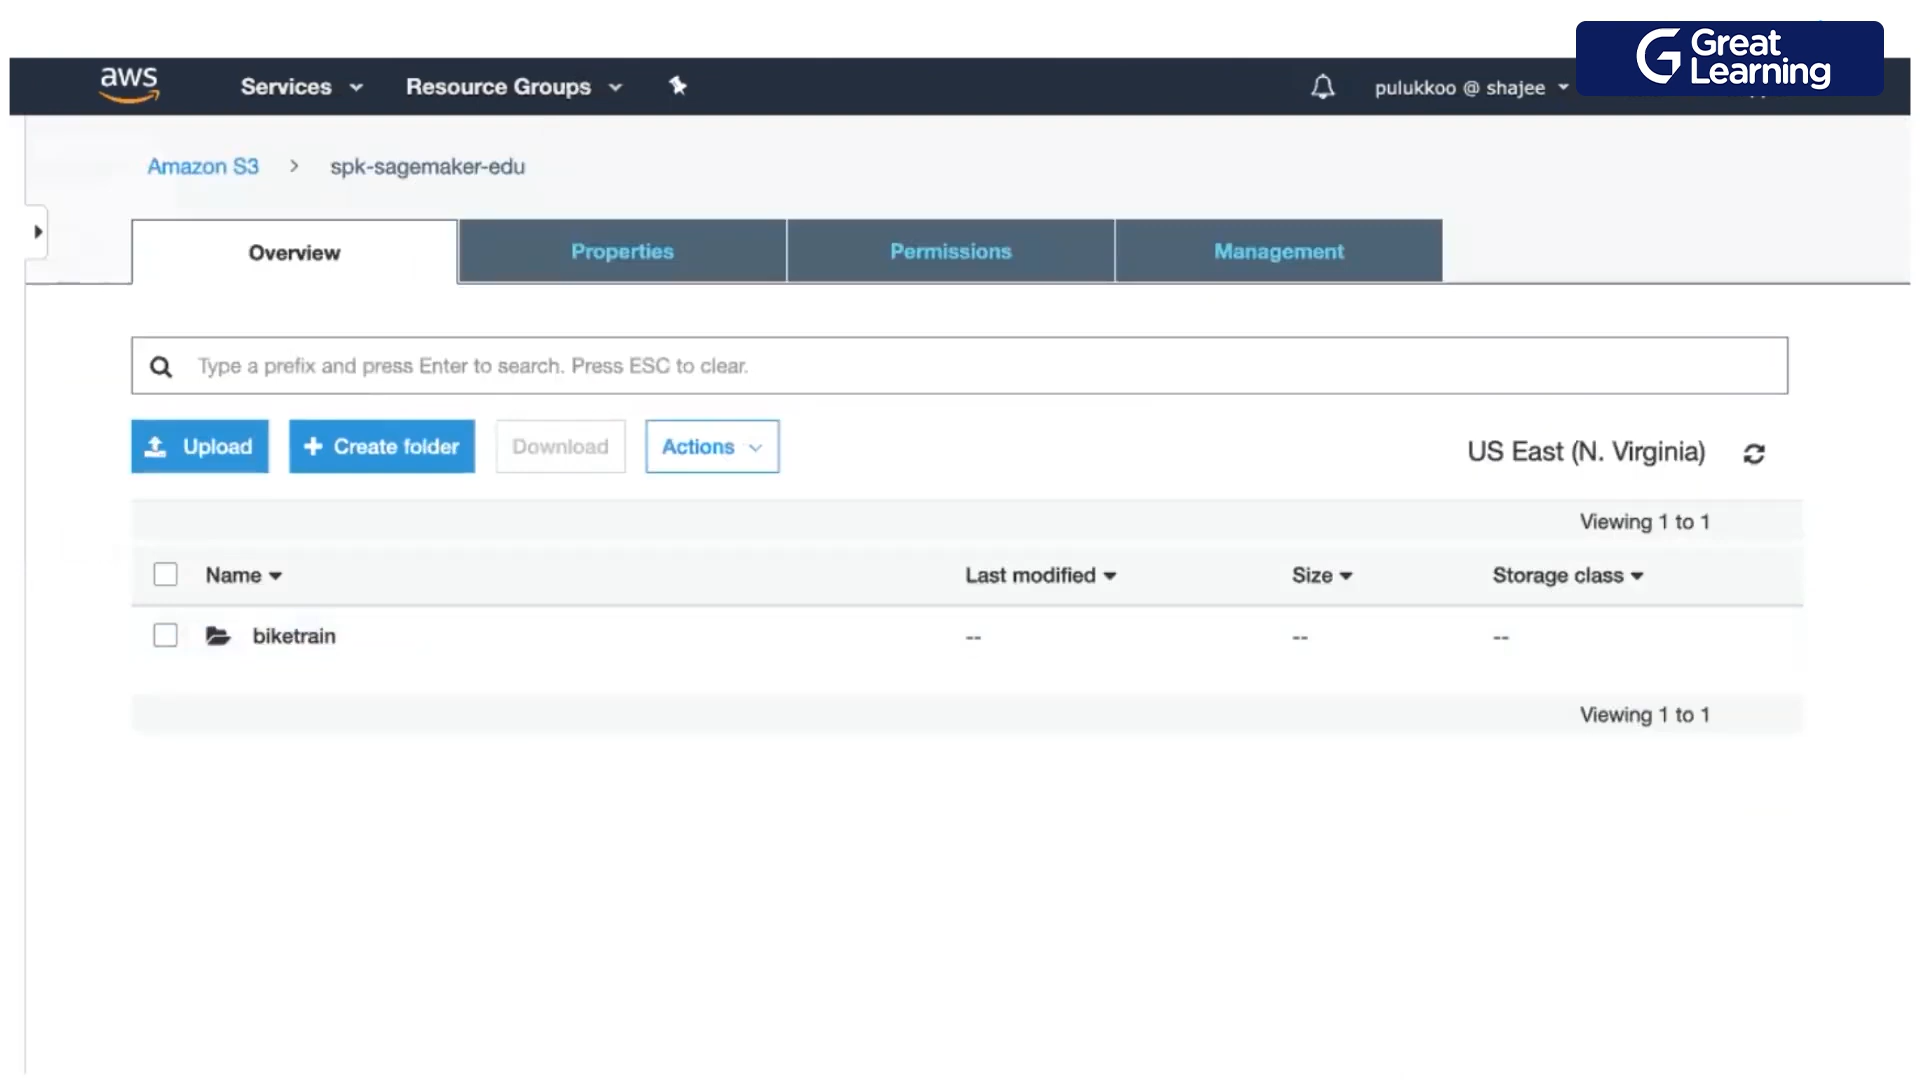 aws Services Resource Groups pulukkoo @ shajee
Great
Learning
Amazon S3 > spk-sagemaker-edu
Overview Properties Permissions Management
Type a prefix and press Enter to search. Press ESC to clear.
Upload + Create folder Download Actions US East (N. Virginia)
Viewing 1 to 1
Name Last modified Size Storage class
biketrain -- -- --
Viewing 1 to 1